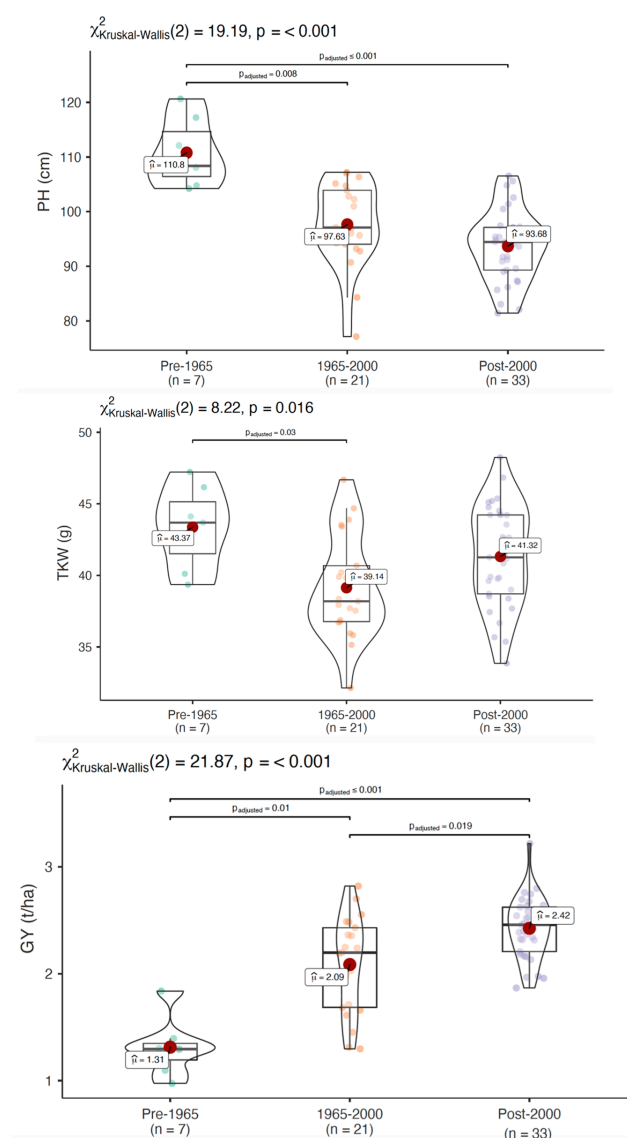 χ²Kruskal-Wallis(2) = 19.19, p = < 0.001
padjusted ≤ 0.001
padjusted = 0.008
PH (cm)
120
110
100
90
80
μ̂ = 110.8
μ̂ = 97.63
μ̂ = 93.68
Pre-1965 1965-2000 Post-2000
(n = 7) (n = 21) (n = 33)
χ²Kruskal-Wallis(2) = 8.22, p = 0.016
padjusted = 0.03
TKW (g)
50
45
40
35
μ̂ = 43.37
μ̂ = 39.14
μ̂ = 41.32
Pre-1965 1965-2000 Post-2000
(n = 7) (n = 21) (n = 33)
χ²Kruskal-Wallis(2) = 21.87, p = < 0.001
padjusted ≤ 0.001
padjusted = 0.01
padjusted = 0.019
GY (t/ha)
3
2
1
μ̂ = 1.31
μ̂ = 2.09
μ̂ = 2.42
Pre-1965 1965-2000 Post-2000
(n = 7) (n = 21) (n = 33)